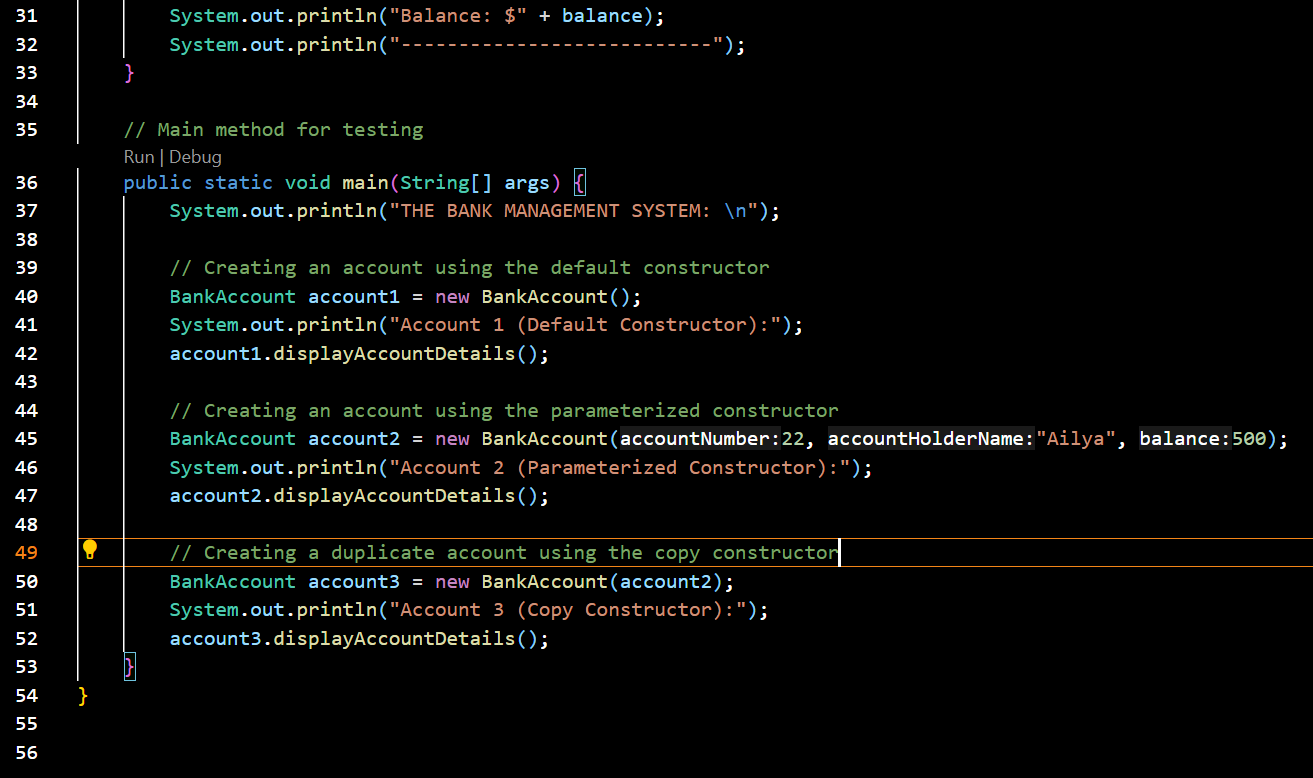 31 System.out.println("Balance: $" + balance);
32 System.out.println("---------------------------");
33 }
34
35 // Main method for testing
Run | Debug
36 public static void main(String[] args) {
37 System.out.println("THE BANK MANAGEMENT SYSTEM: \n");
38
39 // Creating an account using the default constructor
40 BankAccount account1 = new BankAccount();
41 System.out.println("Account 1 (Default Constructor):");
42 account1.displayAccountDetails();
43
44 // Creating an account using the parameterized constructor
45 BankAccount account2 = new BankAccount(accountNumber:22, accountHolderName:"Ailya", balance:500);
46 System.out.println("Account 2 (Parameterized Constructor):");
47 account2.displayAccountDetails();
48
49 // Creating a duplicate account using the copy constructor
50 BankAccount account3 = new BankAccount(account2);
51 System.out.println("Account 3 (Copy Constructor):");
52 account3.displayAccountDetails();
53 }
54 }
55
56